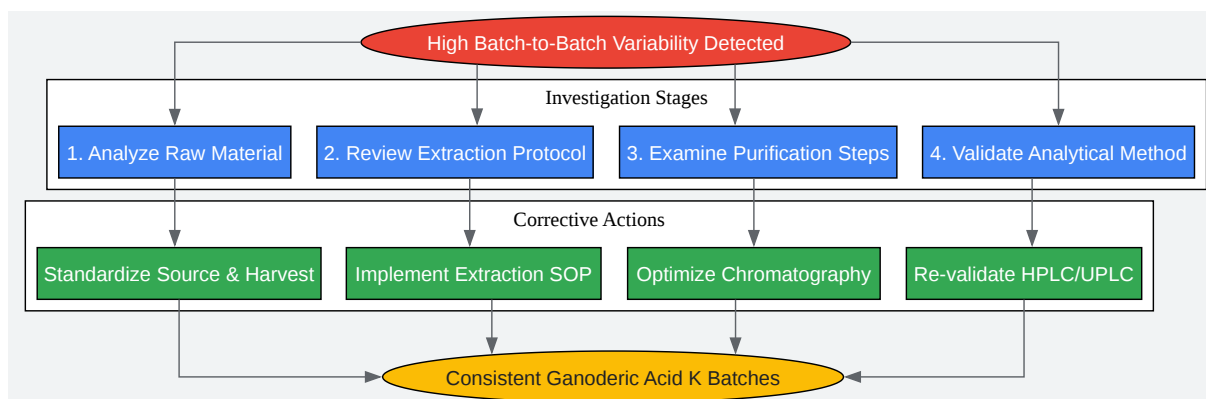 High Batch-to-Batch Variability Detected
Investigation Stages
1. Analyze Raw Material
2. Review Extraction Protocol
3. Examine Purification Steps
4. Validate Analytical Method
Corrective Actions
Standardize Source & Harvest
Implement Extraction SOP
Optimize Chromatography
Re-validate HPLC/UPLC
Consistent Ganoderic Acid K Batches